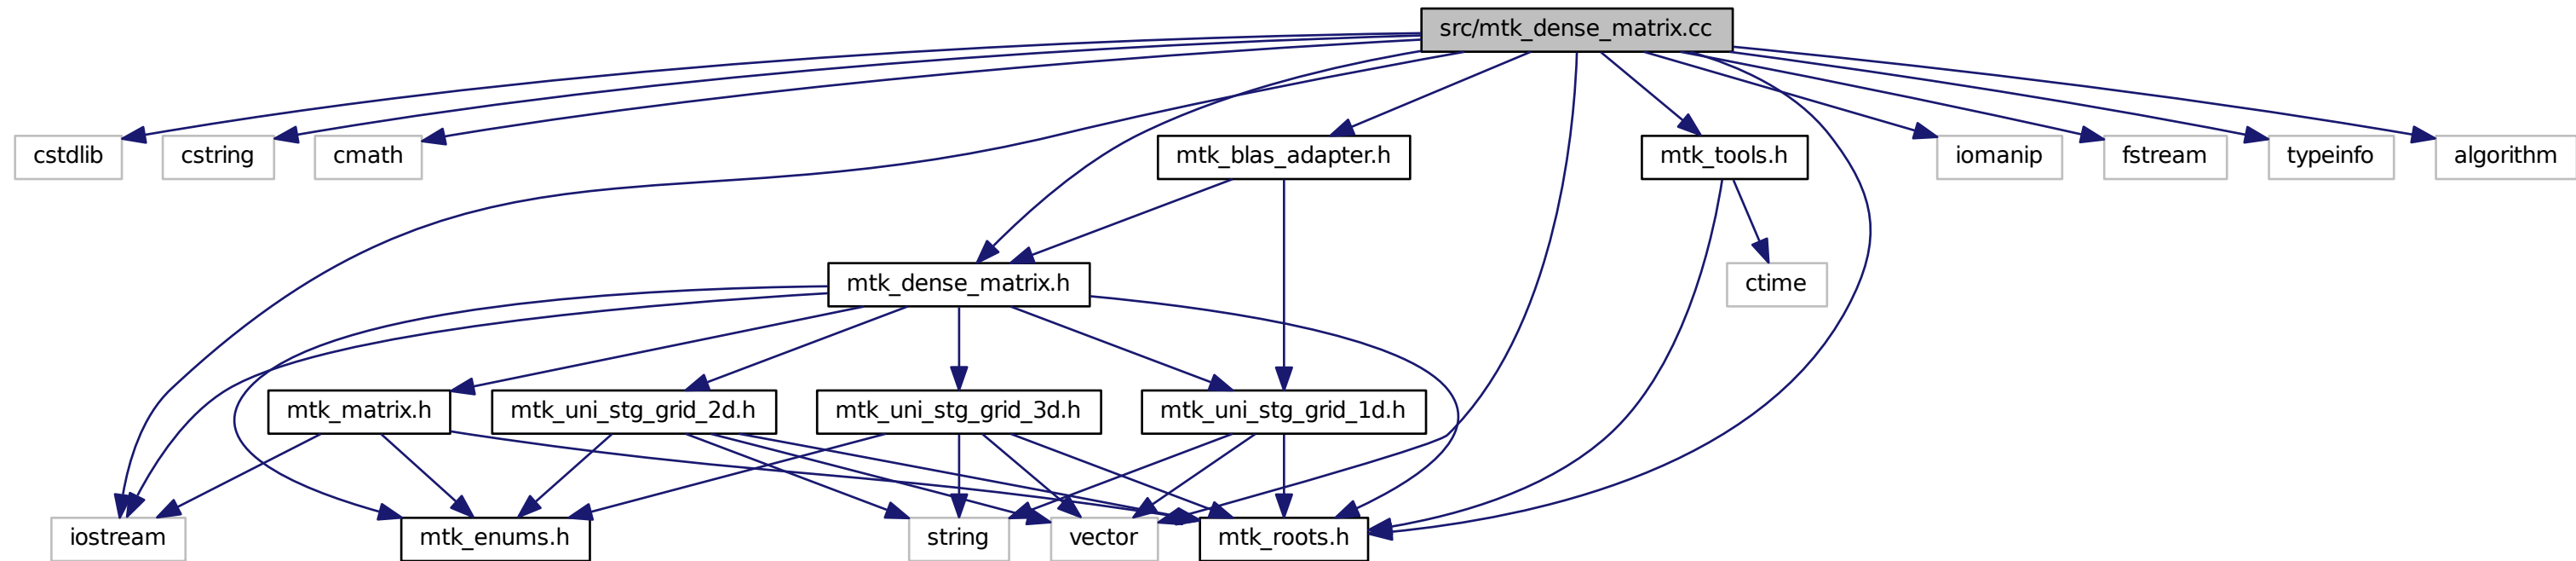 src/mtk_dense_matrix.cc
cstdlib
cstring
cmath
mtk_blas_adapter.h
mtk_tools.h
iomanip
fstream
typeinfo
algorithm
mtk_dense_matrix.h
ctime
mtk_matrix.h
mtk_uni_stg_grid_2d.h
mtk_uni_stg_grid_3d.h
mtk_uni_stg_grid_1d.h
iostream
mtk_enums.h
string
vector
mtk_roots.h